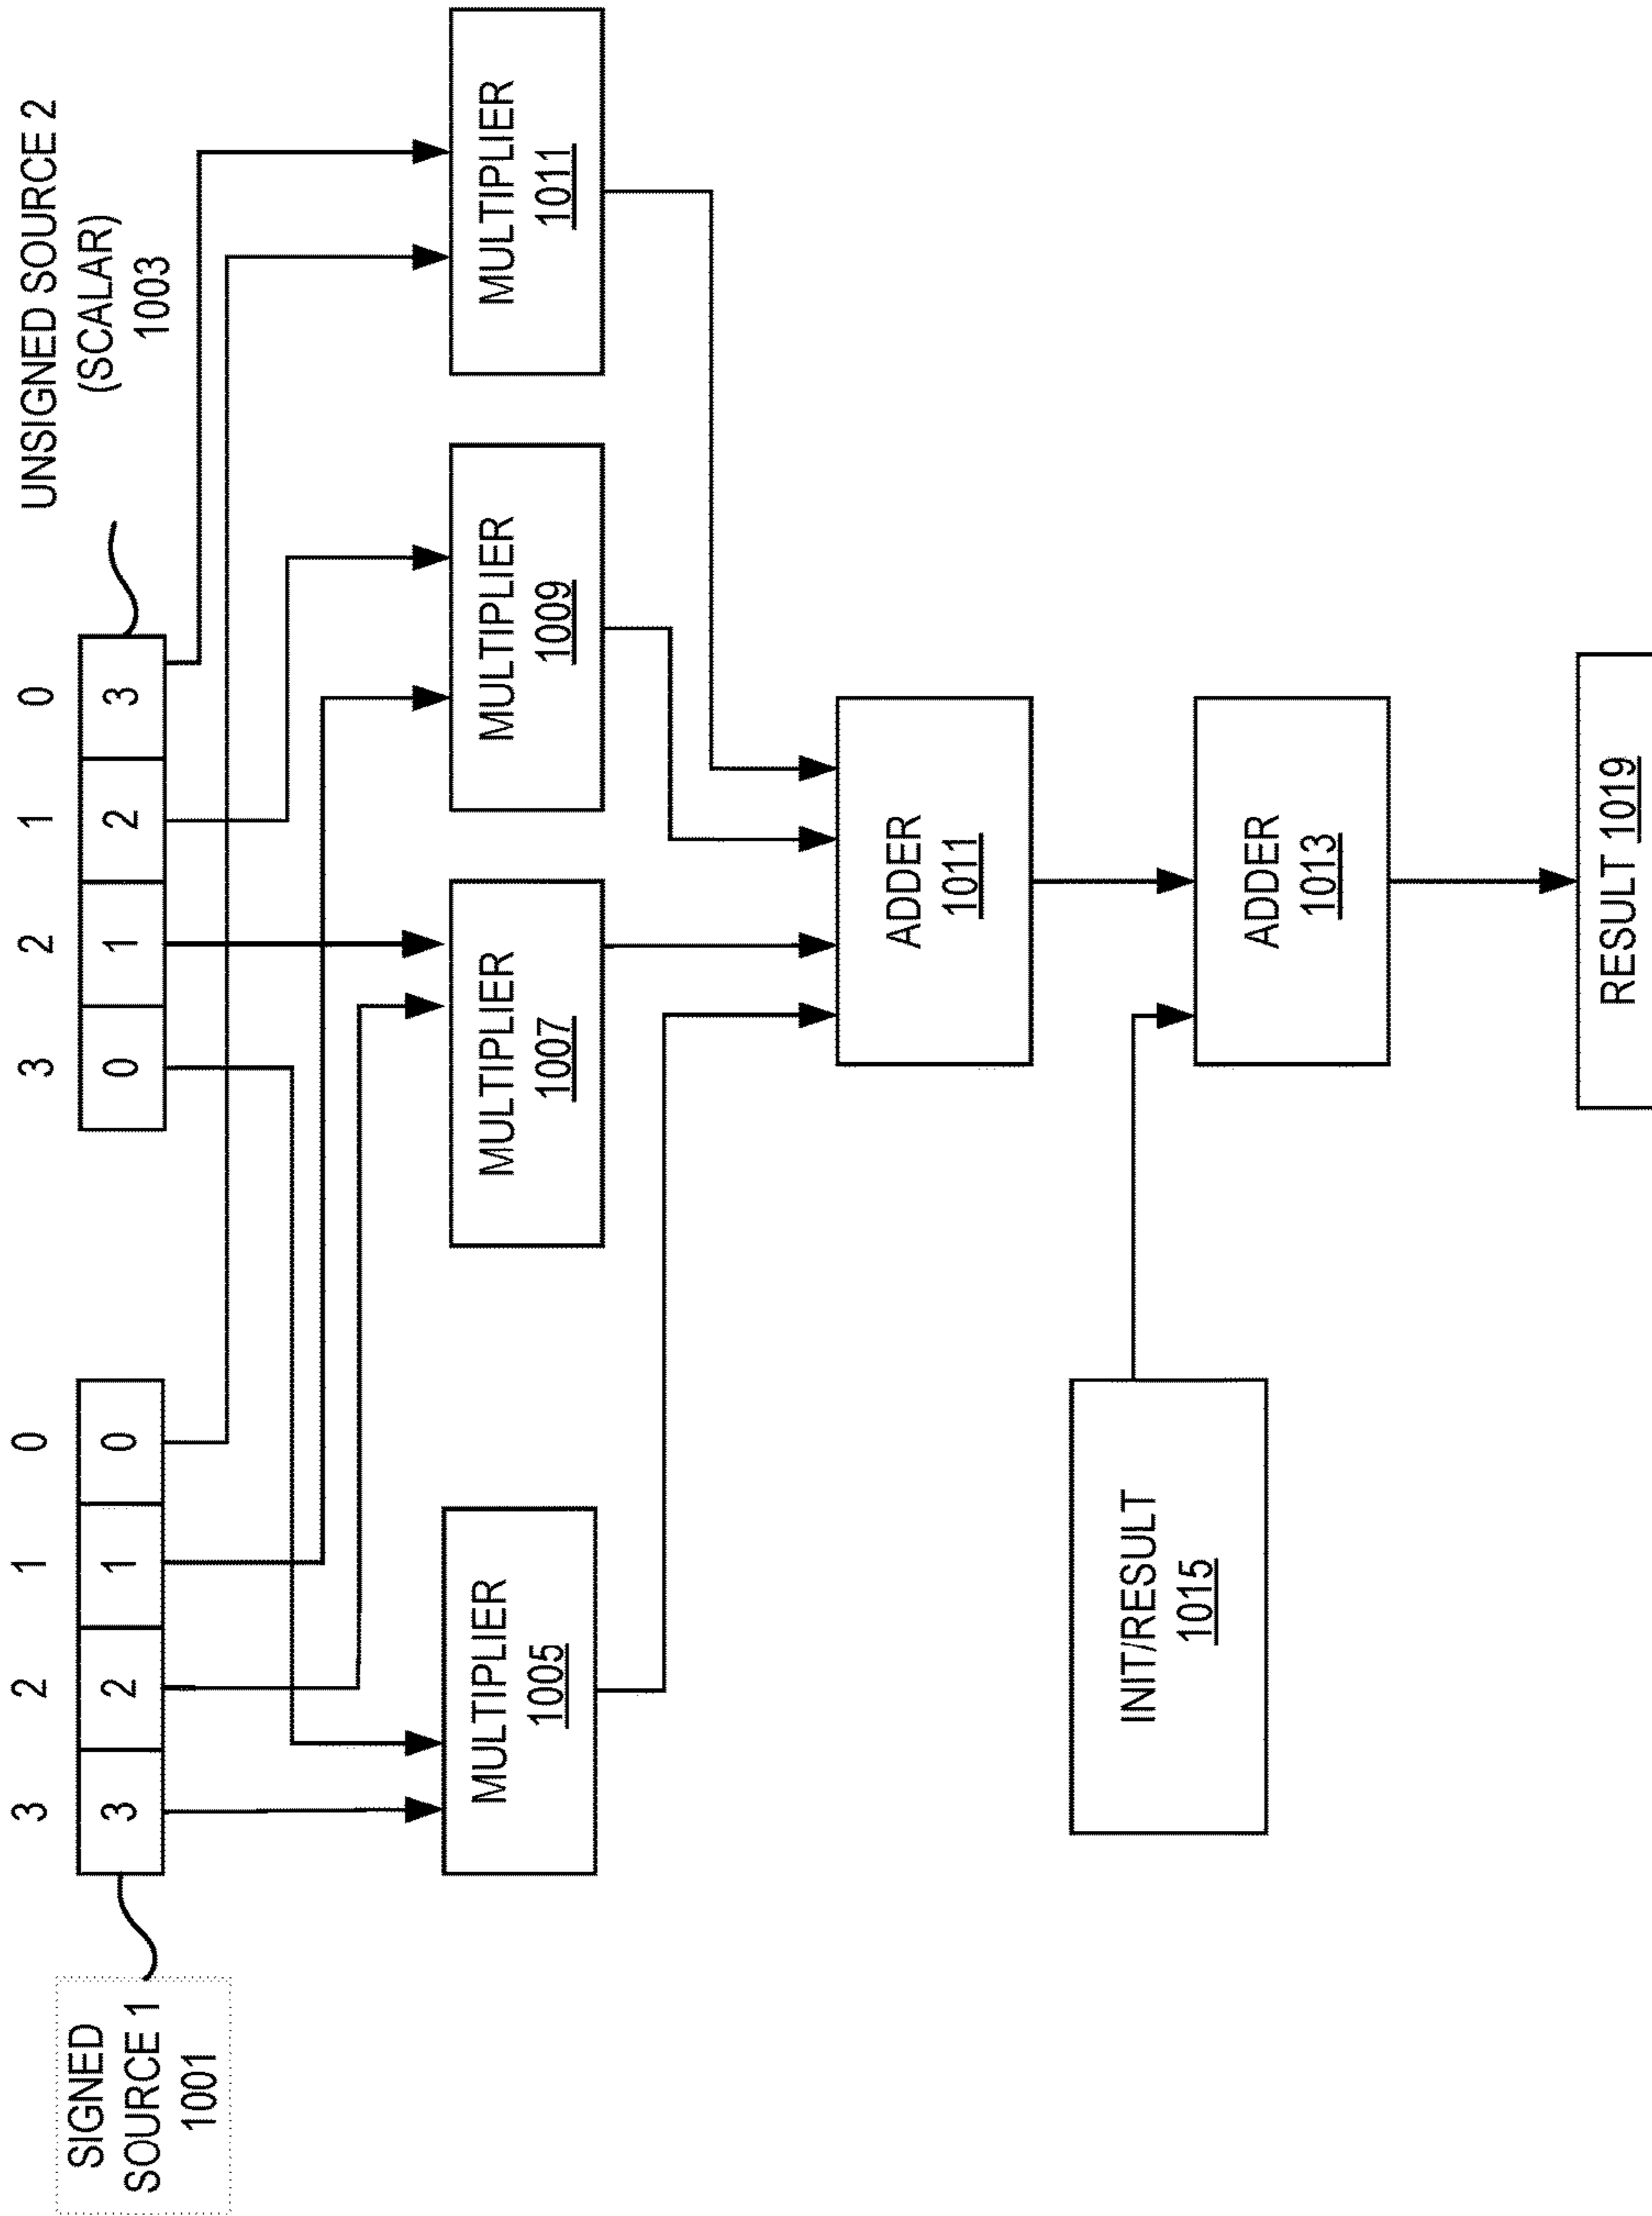 3 2 1 0
3 2 1 0
SIGNED
SOURCE 1
1001
3 2 1 0
0 1 2 3
UNSIGNED SOURCE 2
(SCALAR)
1003
MULTIPLIER
1005
MULTIPLIER
1007
MULTIPLIER
1009
MULTIPLIER
1011
ADDER
1011
INIT/RESULT
1015
ADDER
1013
RESULT 1019